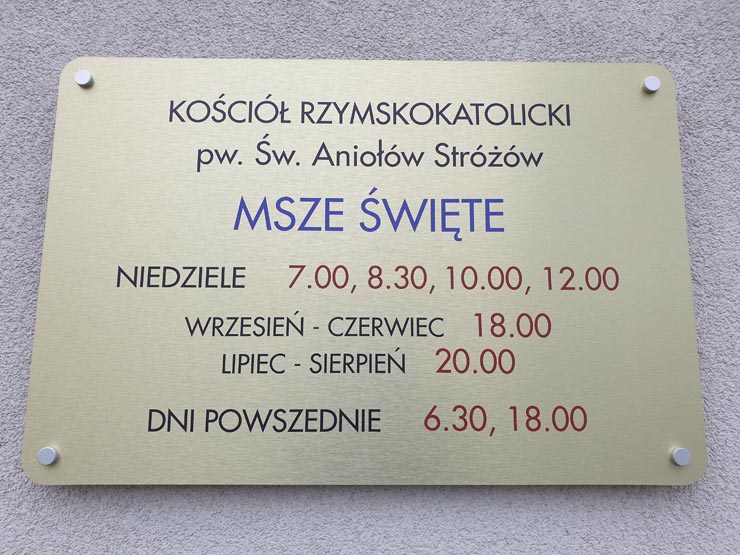 KOŚCIÓŁ RZYMSKOKATOLICKI
pw. Św. Aniołów Stróżów
MSZE ŚWIĘTE
NIEDZIELE 7.00, 8.30, 10.00, 12.00
WRZESIEŃ - CZERWIEC 18.00
LIPIEC - SIERPIEŃ 20.00
DNI POWSZEDNIE 6.30, 18.00